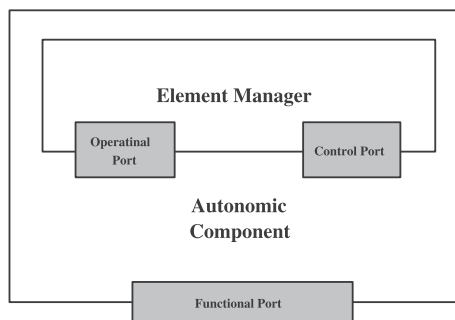 Element Manager
Operatinal
Port
Control Port
Autonomic
Component
Functional Port